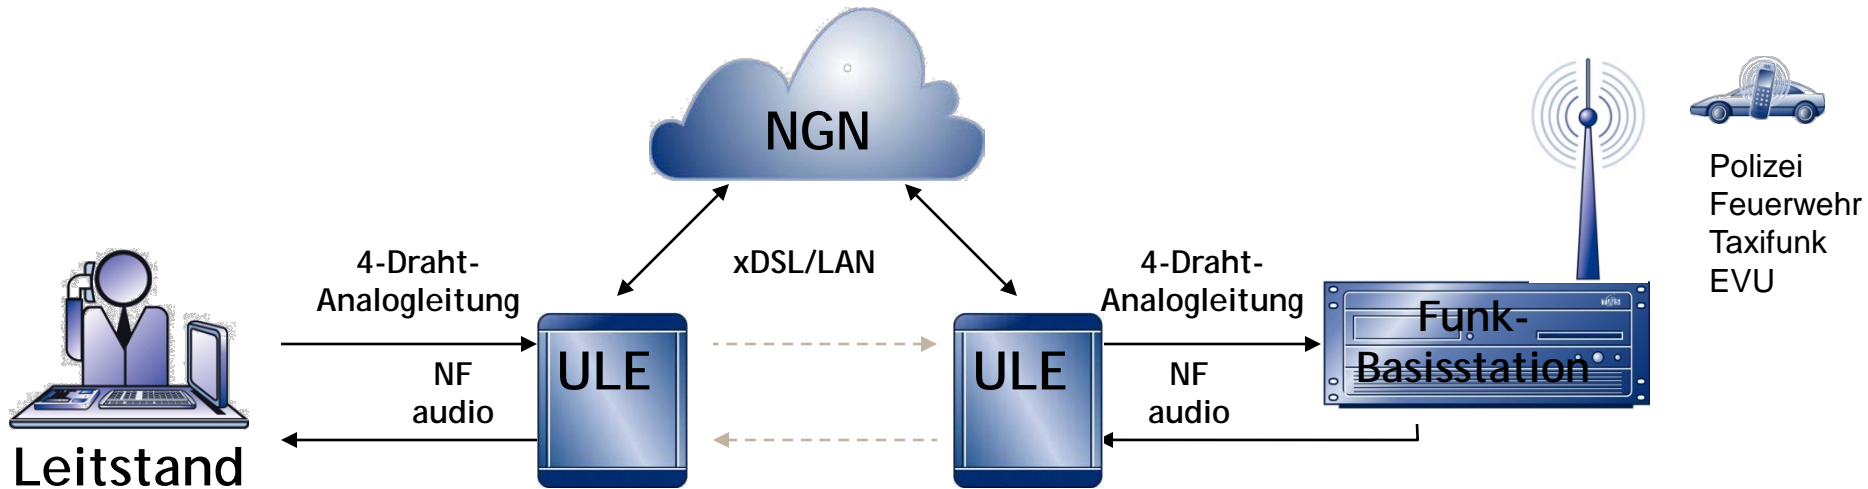 NGN
Polizei
Feuerwehr
Taxifunk
EVU
4-Draht-
Analogleitung
xDSL/LAN
4-Draht-
Analogleitung
ULE
ULE
Funk-
Basisstation
NF
audio
NF
audio
Leitstand